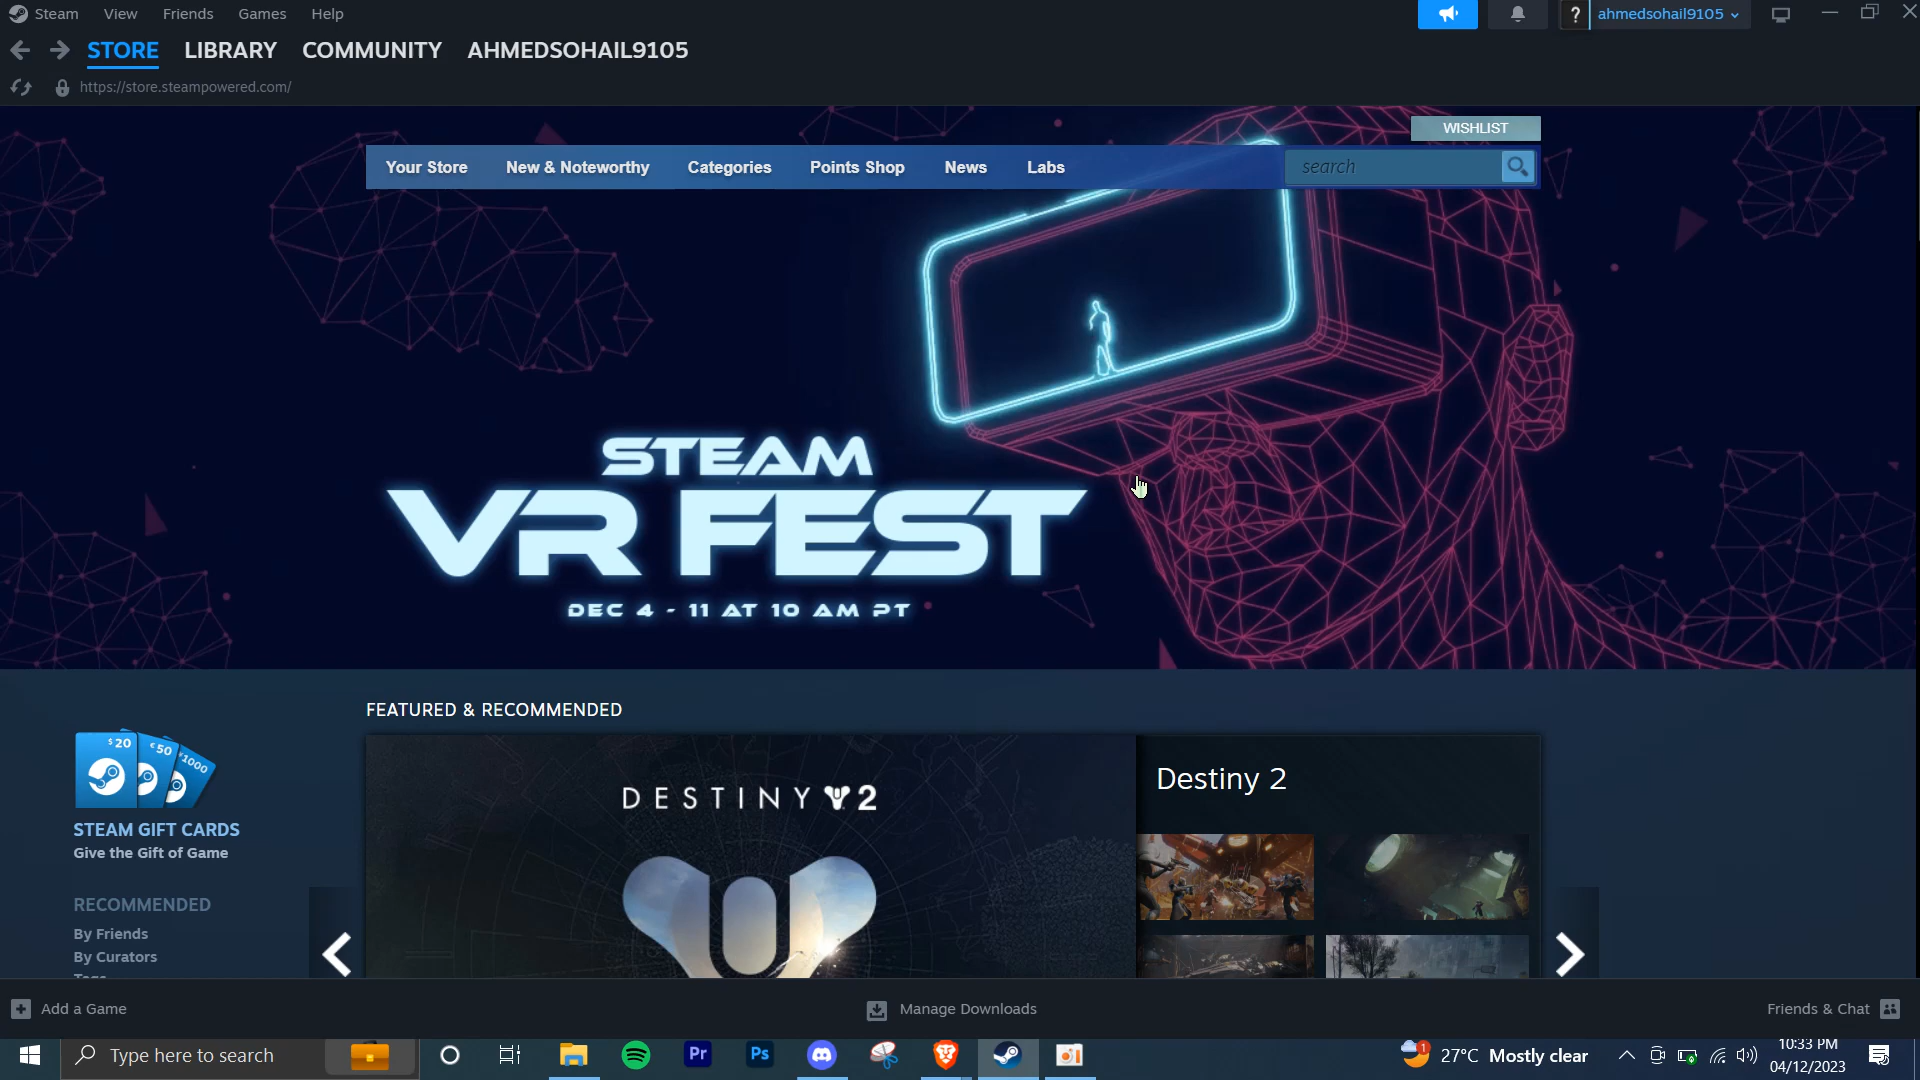 Steam View Friends Games Help
? ahmedsohail9105
STORE LIBRARY COMMUNITY AHMEDSOHAIL9105
https://store.steampowered.com/
WISHLIST
Your Store New & Noteworthy Categories Points Shop News Labs search
STEAM
VR FEST
DEC 4 - 11 AT 10 AM PT
FEATURED & RECOMMENDED
$20 €50 1000
STEAM GIFT CARDS
Give the Gift of Game
DESTINY 2
Destiny 2
RECOMMENDED
By Friends
By Curators
Tags
Add a Game Manage Downloads Friends & Chat
Type here to search Pr Ps 1 27°C Mostly clear 10:33 PM
04/12/2023